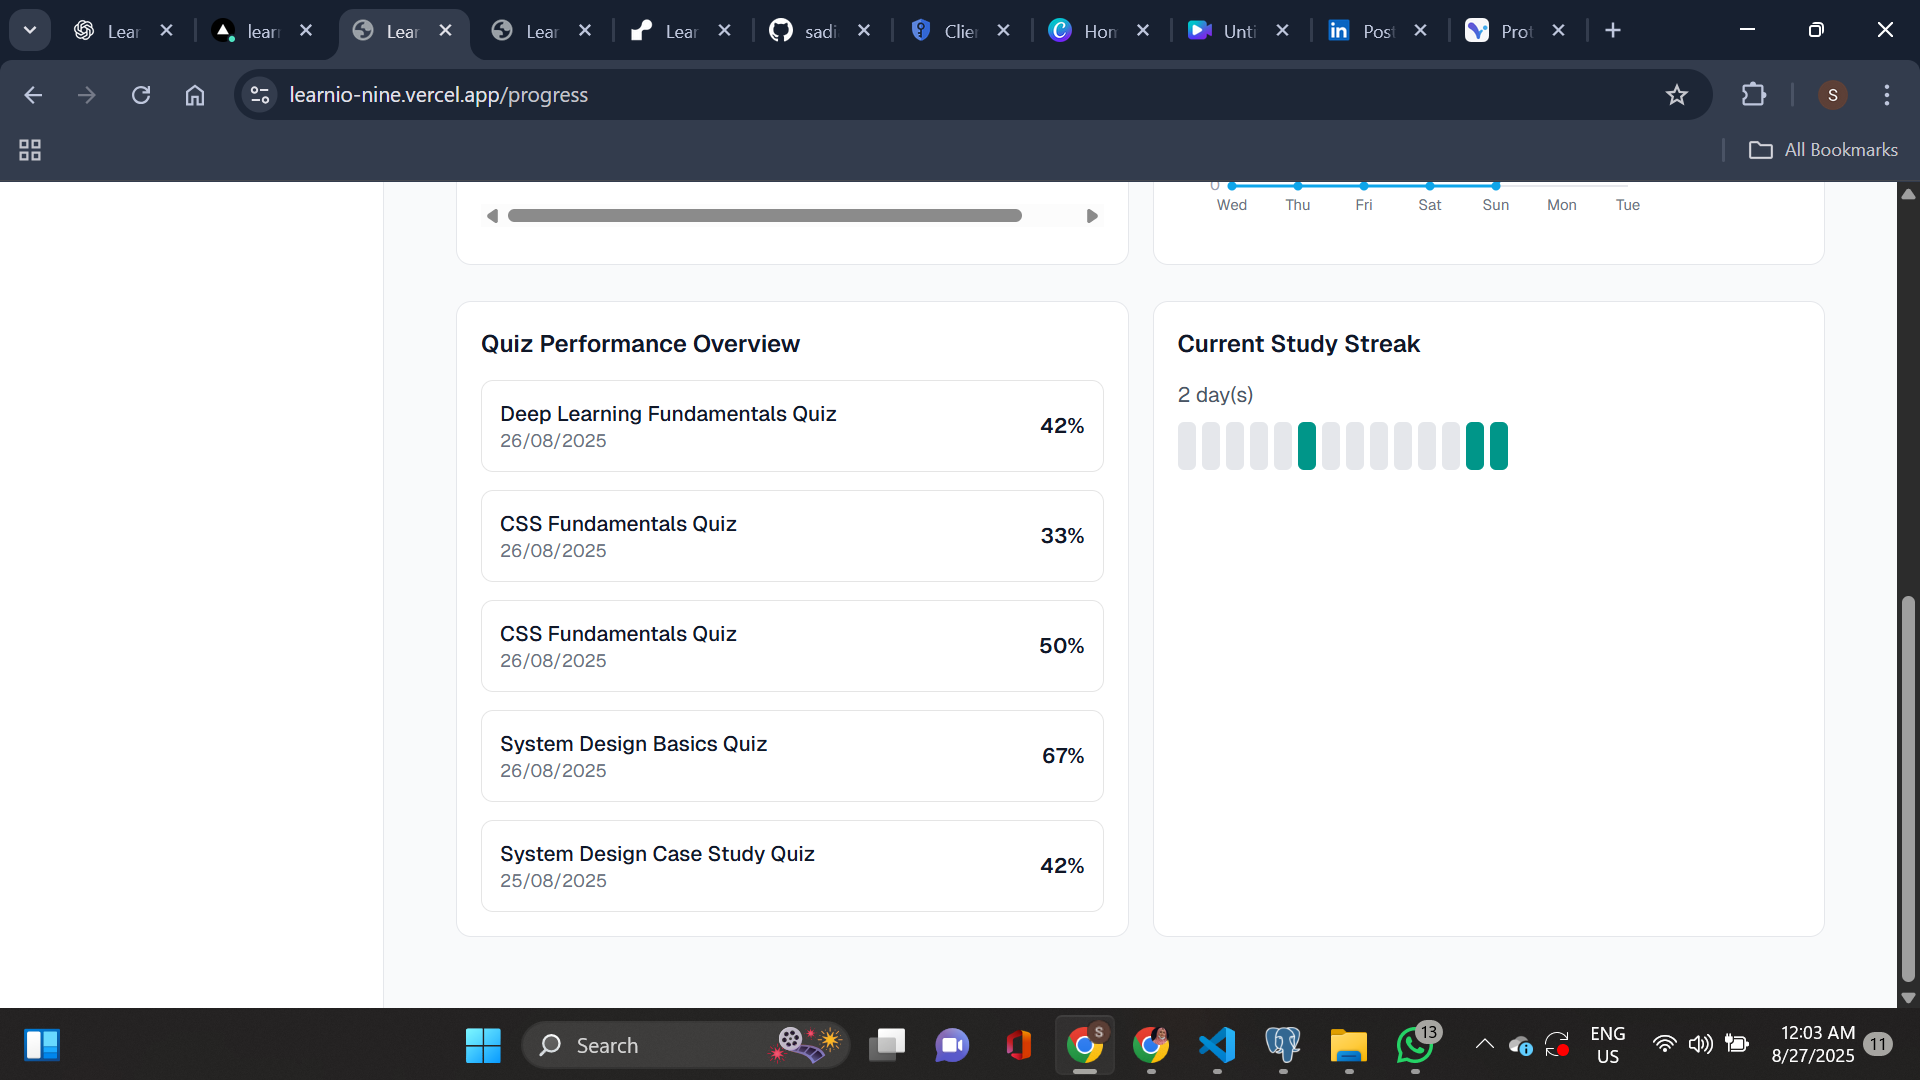 Lear
lear
Lear
Lear
Lear
sadi
Clie
Hom
Unti
Post
Prot
learnio-nine.vercel.app/progress
S
All Bookmarks
0
Wed Thu Fri Sat Sun Mon Tue
Quiz Performance Overview
Deep Learning Fundamentals Quiz
26/08/2025
42%
CSS Fundamentals Quiz
26/08/2025
33%
CSS Fundamentals Quiz
26/08/2025
50%
System Design Basics Quiz
26/08/2025
67%
System Design Case Study Quiz
25/08/2025
42%
Current Study Streak
2 day(s)
Search
S
13
ENG
US
12:03 AM
8/27/2025
11